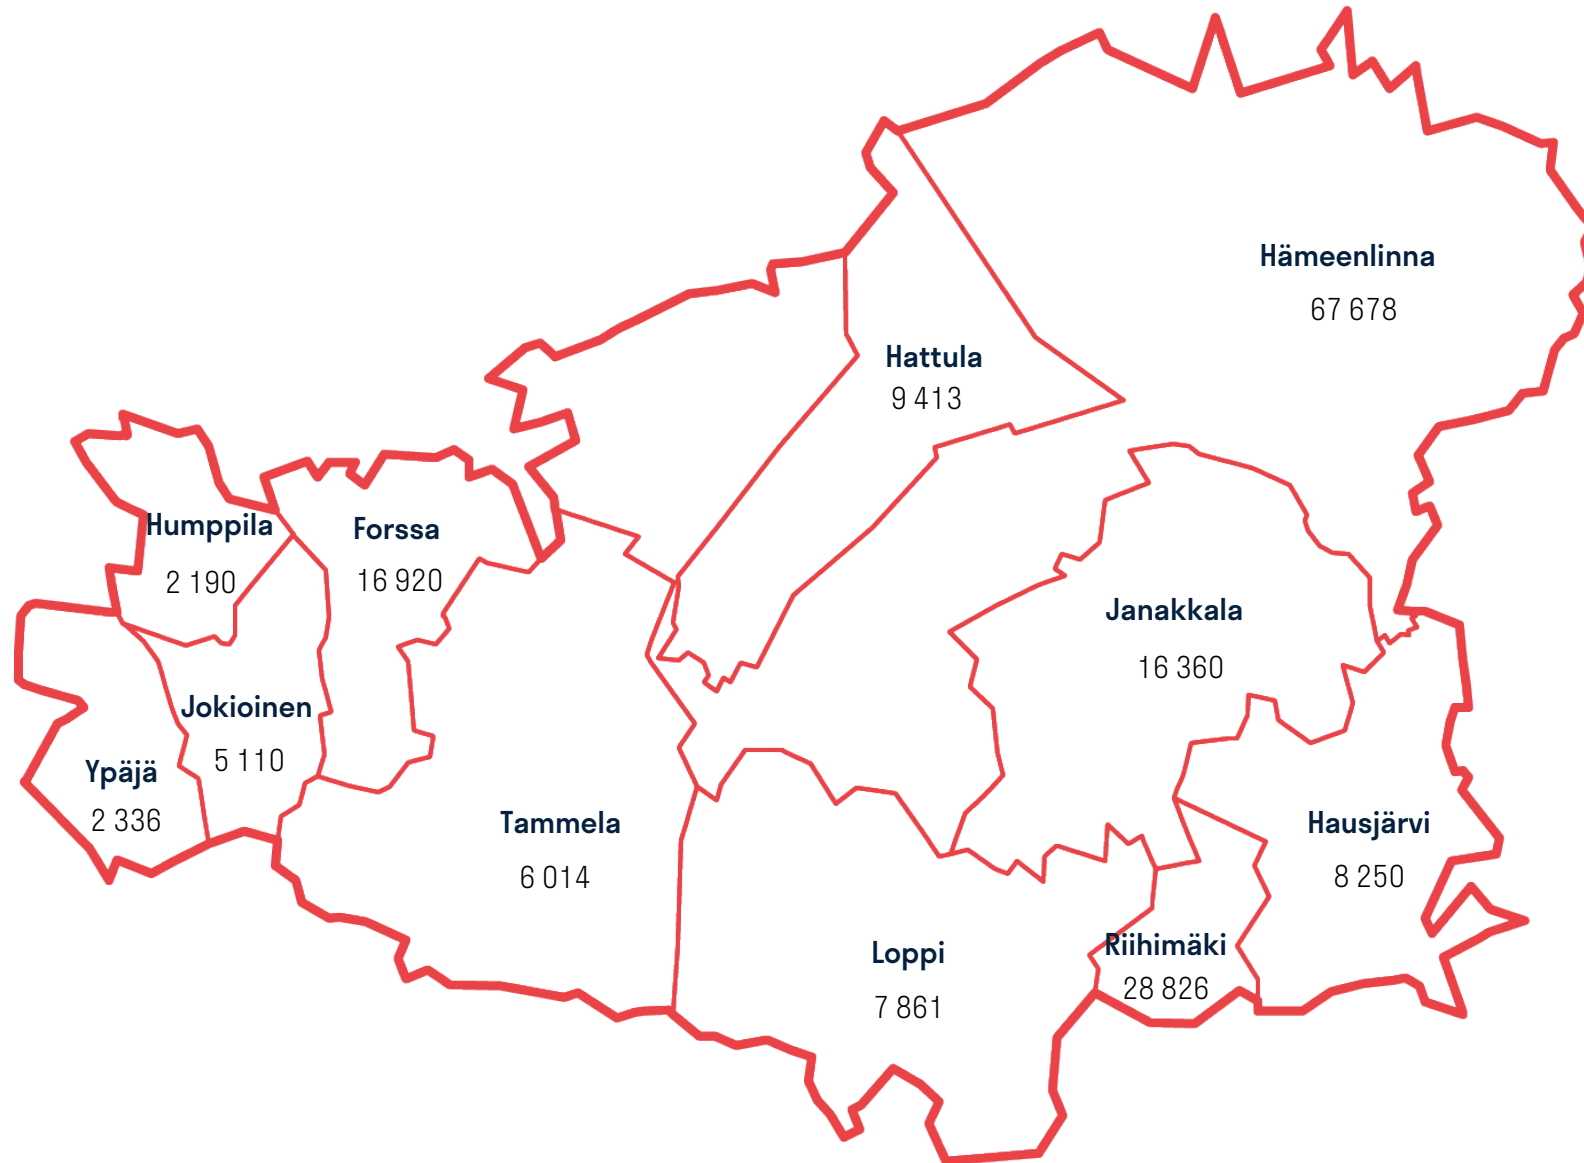 Hämeenlinna
67 678
Hattula
9 413
Humppila
2 190
Forssa
16 920
Janakkala
16 360
Jokioinen
5 110
Ypäjä
2 336
Tammela
6 014
Hausjärvi
8 250
Loppi
7 861
Riihimäki
28 826